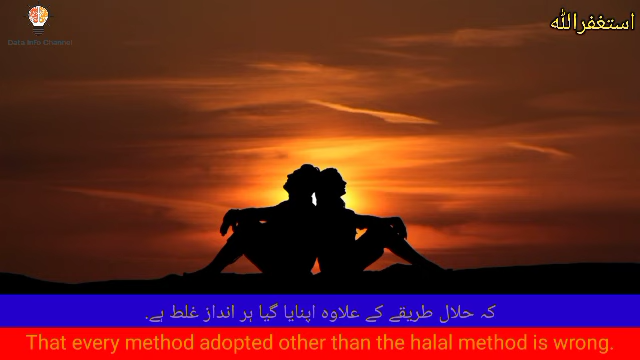 Data Info Channel
استغفراللہ
کہ حلال طریقے کے علاوہ اپنایا گیا ہر انداز غلط ہے.
That every method adopted other than the halal method is wrong.